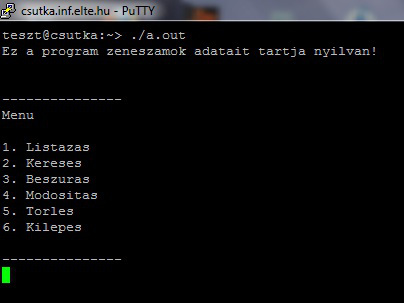 csutka.inf.elte.hu - PuTTY
teszt@csutka:~> ./a.out
Ez a program zeneszamok adatait tartja nyilvan!
---------------
Menu
1. Listazas
2. Kereses
3. Beszuras
4. Modositas
5. Torles
6. Kilepes
---------------